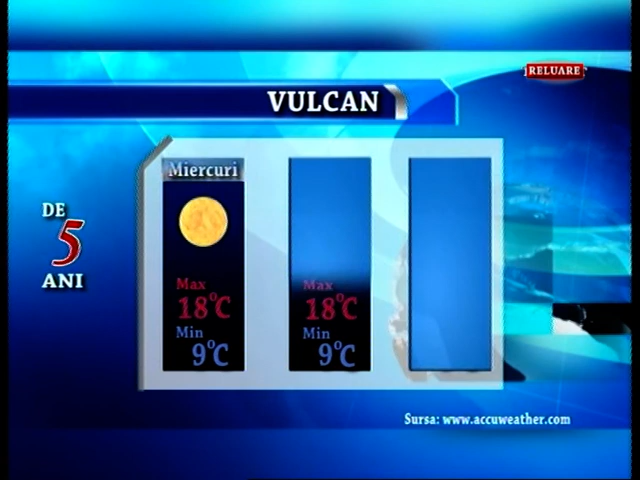 RELUARE
VULCAN
Miercuri
DE
5
ANI
Max
18°C
Min
9°C
Max
18°C
Min
9°C
Sursa: www.accuweather.com